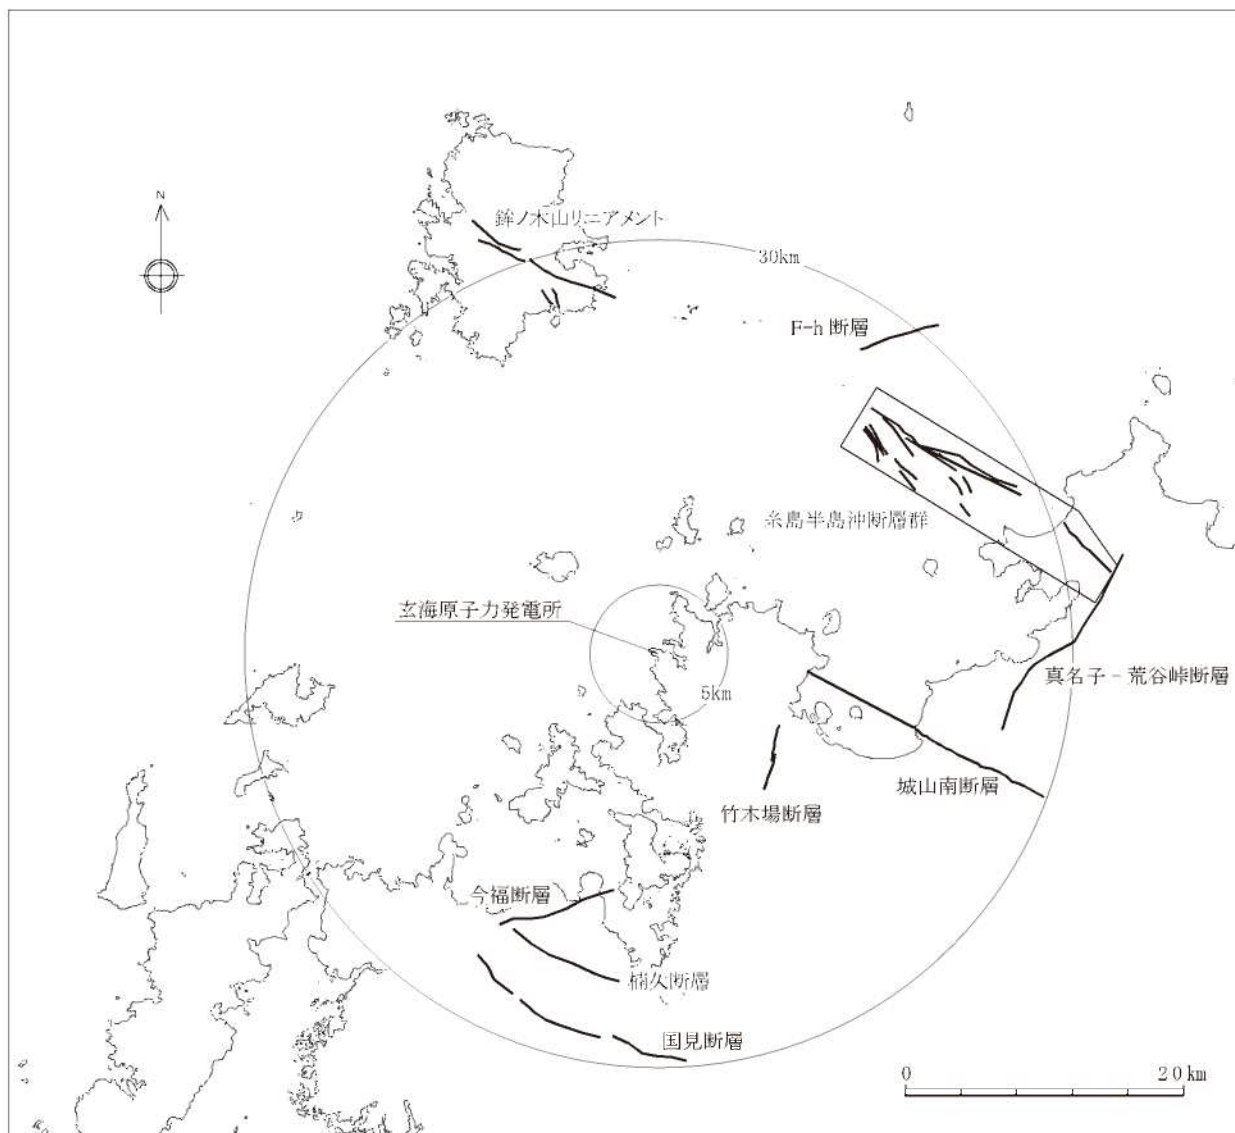 N
鉾ノ木山リニアメント
30km
F-h 断層
糸島半島沖断層群
玄海原子力発電所
5km
真名子－荒谷峠断層
城山南断層
竹木場断層
今福断層
楠久断層
国見断層
0 20km